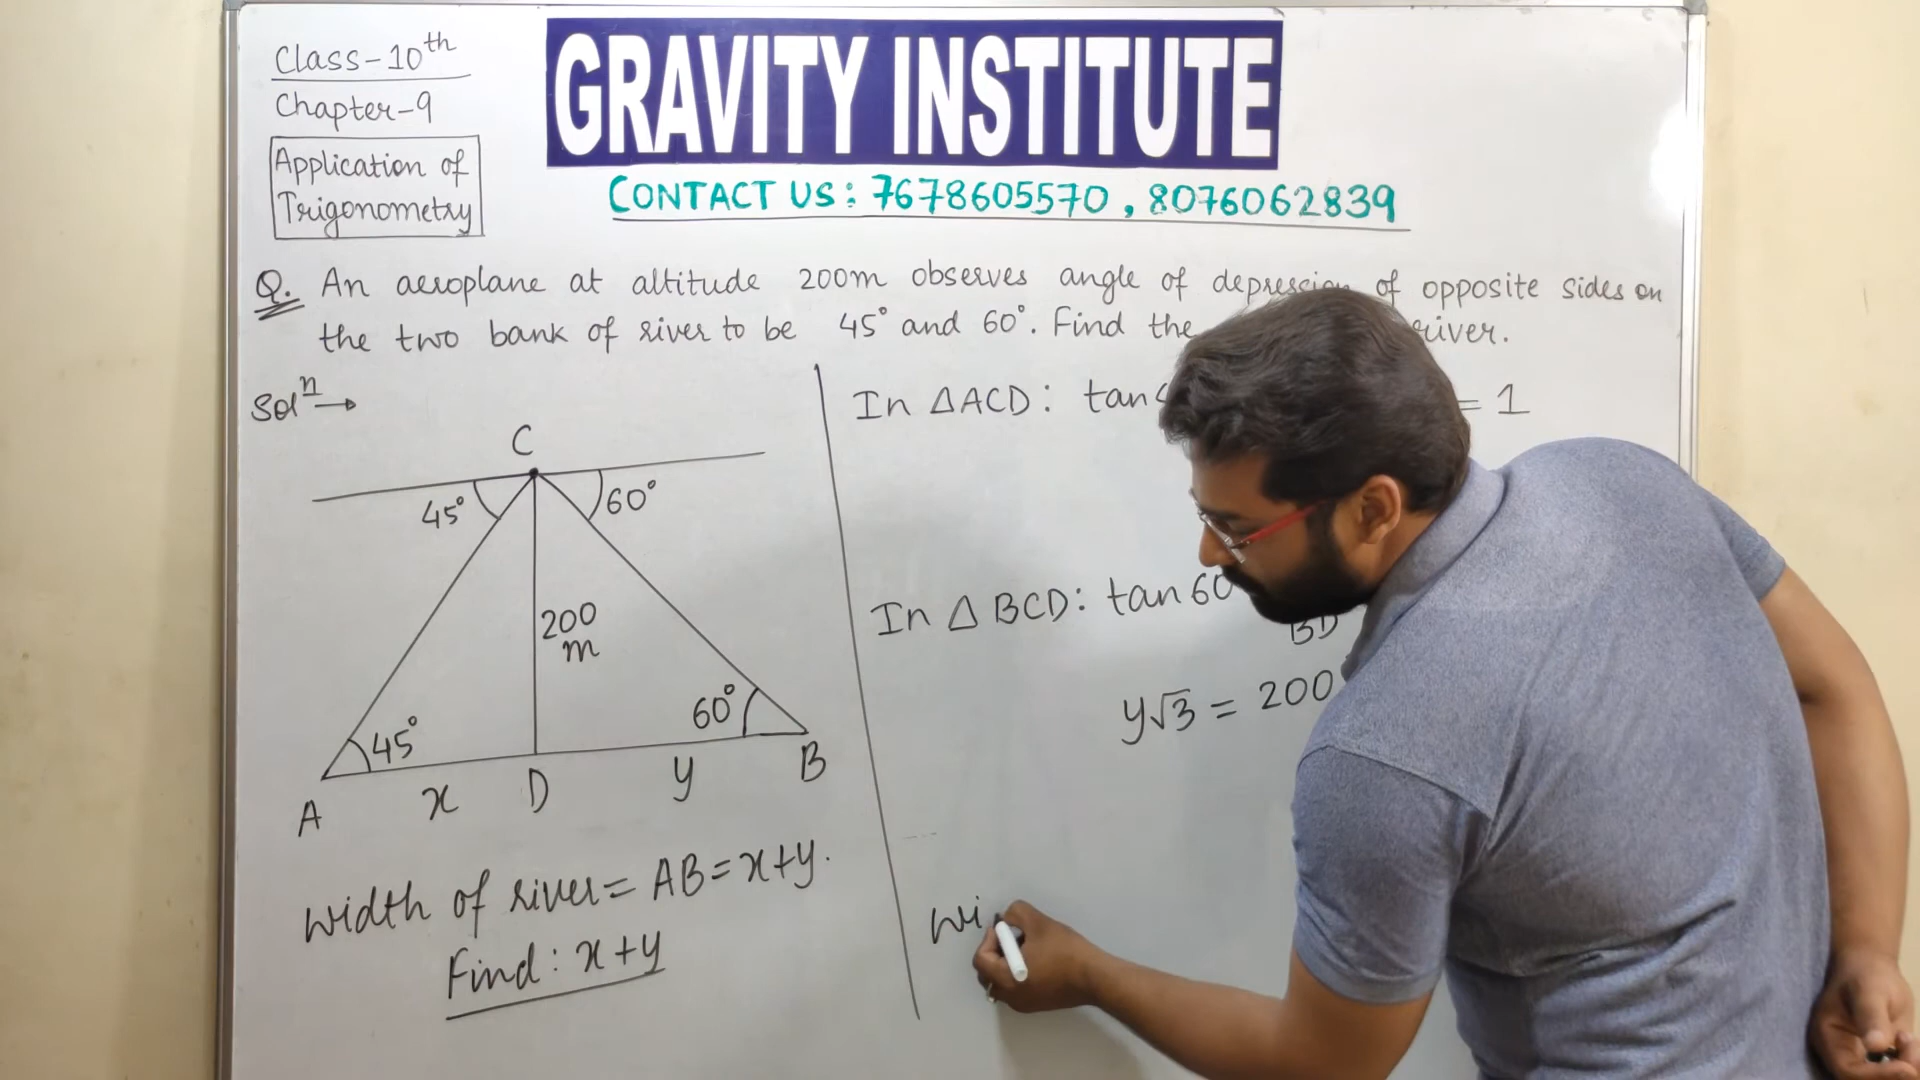 Class-10th
Chapter-9
Application of
Trigonometry
GRAVITY INSTITUTE
CONTACT US: 7678605570, 8076062839
Q. An aeroplane at altitude 200m observes angle of depression of opposite sides on
the two bank of river to be 45° and 60°. Find the river.
Solⁿ→
C
45° 60°
200
m
45° 60°
A x D y B
width of river= AB=x+y.
Find: x+y
In △ACD: tan = 1
In △ BCD: tan 60
BD
y√3 = 200
wi